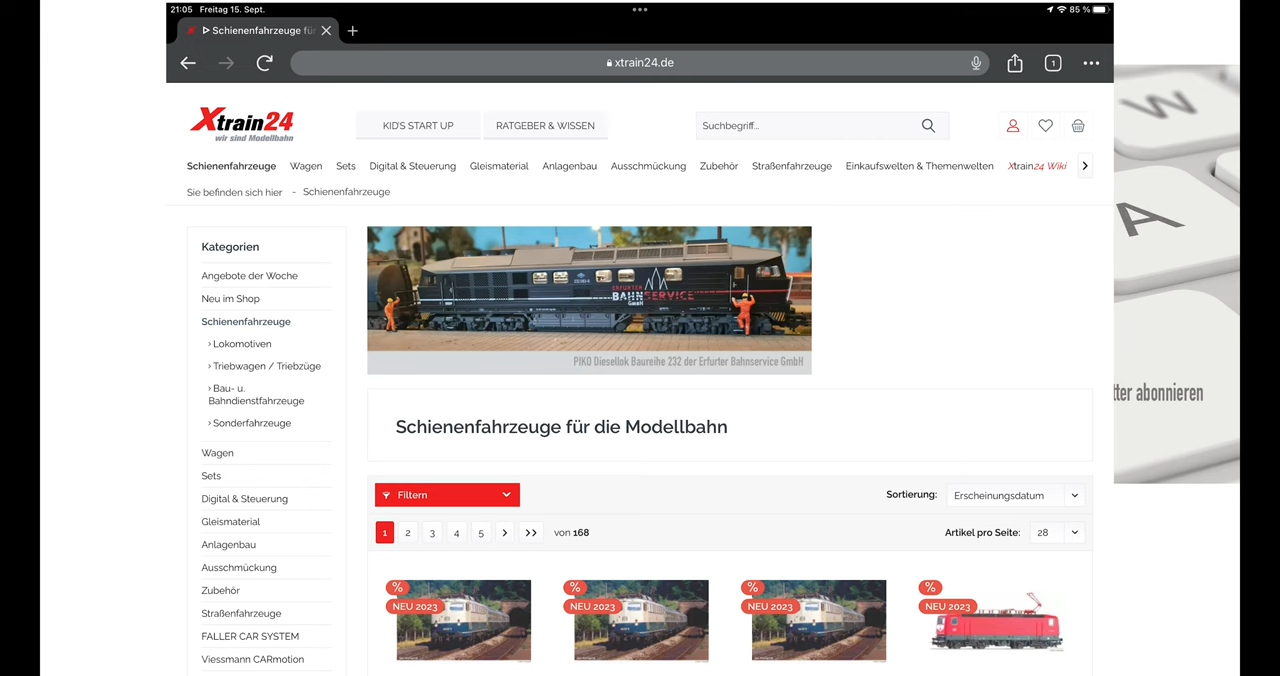 21:05 Freitag 15. Sept.
85 %
Schienenfahrzeuge fü
xtrain24.de
1
Xtrain24
wir sind Modellbahn
KID'S START UP
RATGEBER & WISSEN
Suchbegriff...
Schienenfahrzeuge Wagen Sets Digital & Steuerung Gleismaterial Anlagenbau Ausschmückung Zubehör Straßenfahrzeuge Einkaufswelten & Themenwelten Xtrain24 Wiki
Sie befinden sich hier - Schienenfahrzeuge
W
A
tter abonnieren
Kategorien
Angebote der Woche
Neu im Shop
Schienenfahrzeuge
Lokomotiven
Triebwagen / Triebzüge
Bau- u.
Bahndienstfahrzeuge
Sonderfahrzeuge
Wagen
Sets
Digital & Steuerung
Gleismaterial
Anlagenbau
Ausschmückung
Zubehör
Straßenfahrzeuge
FALLER CAR SYSTEM
Viessmann CARmotion
ERFURTER
BAHNSERVICE
GmbH
PIKO Diesellok Baureihe 232 der Erfurter Bahnservice GmbH
Schienenfahrzeuge für die Modellbahn
Filtern
Sortierung: Erscheinungsdatum
1 2 3 4 5 von 168
Artikel pro Seite: 28
% % % %
NEU 2023 NEU 2023 NEU 2023 NEU 2023